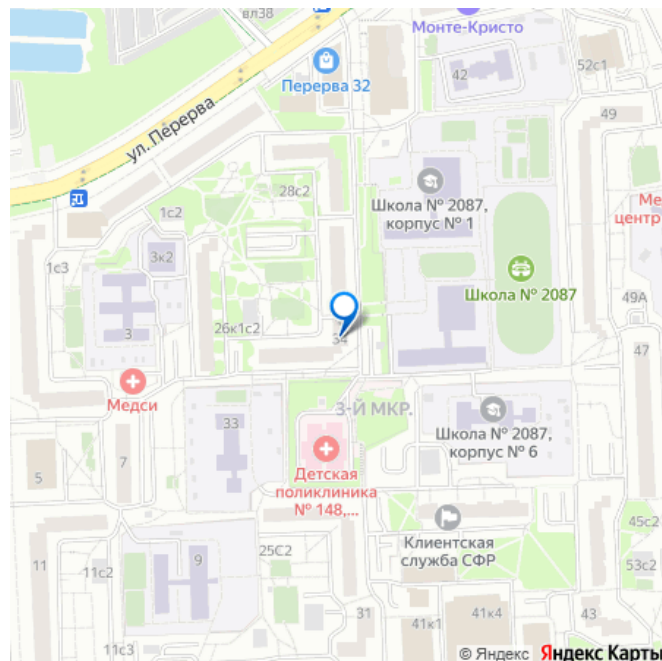 вл38
Монте-Кристо
52с1
42
Перерва 32
49
ул. Перерва
28с2
Школа № 2087,
корпус № 1
Ме
центр
1с2
3к2
1с3
Школа № 2087
49А
26к1с2
34
3
47
Медси
3-Й МКР.
33
Школа № 2087,
корпус № 6
5
7
Детская
поликлиника
№ 148,...
45с2
Клиентская
служба СФР
25С2
9
11
11с2
53с2
31
41к4
43
41к1
11с3
© Яндекс Яндекс Карты